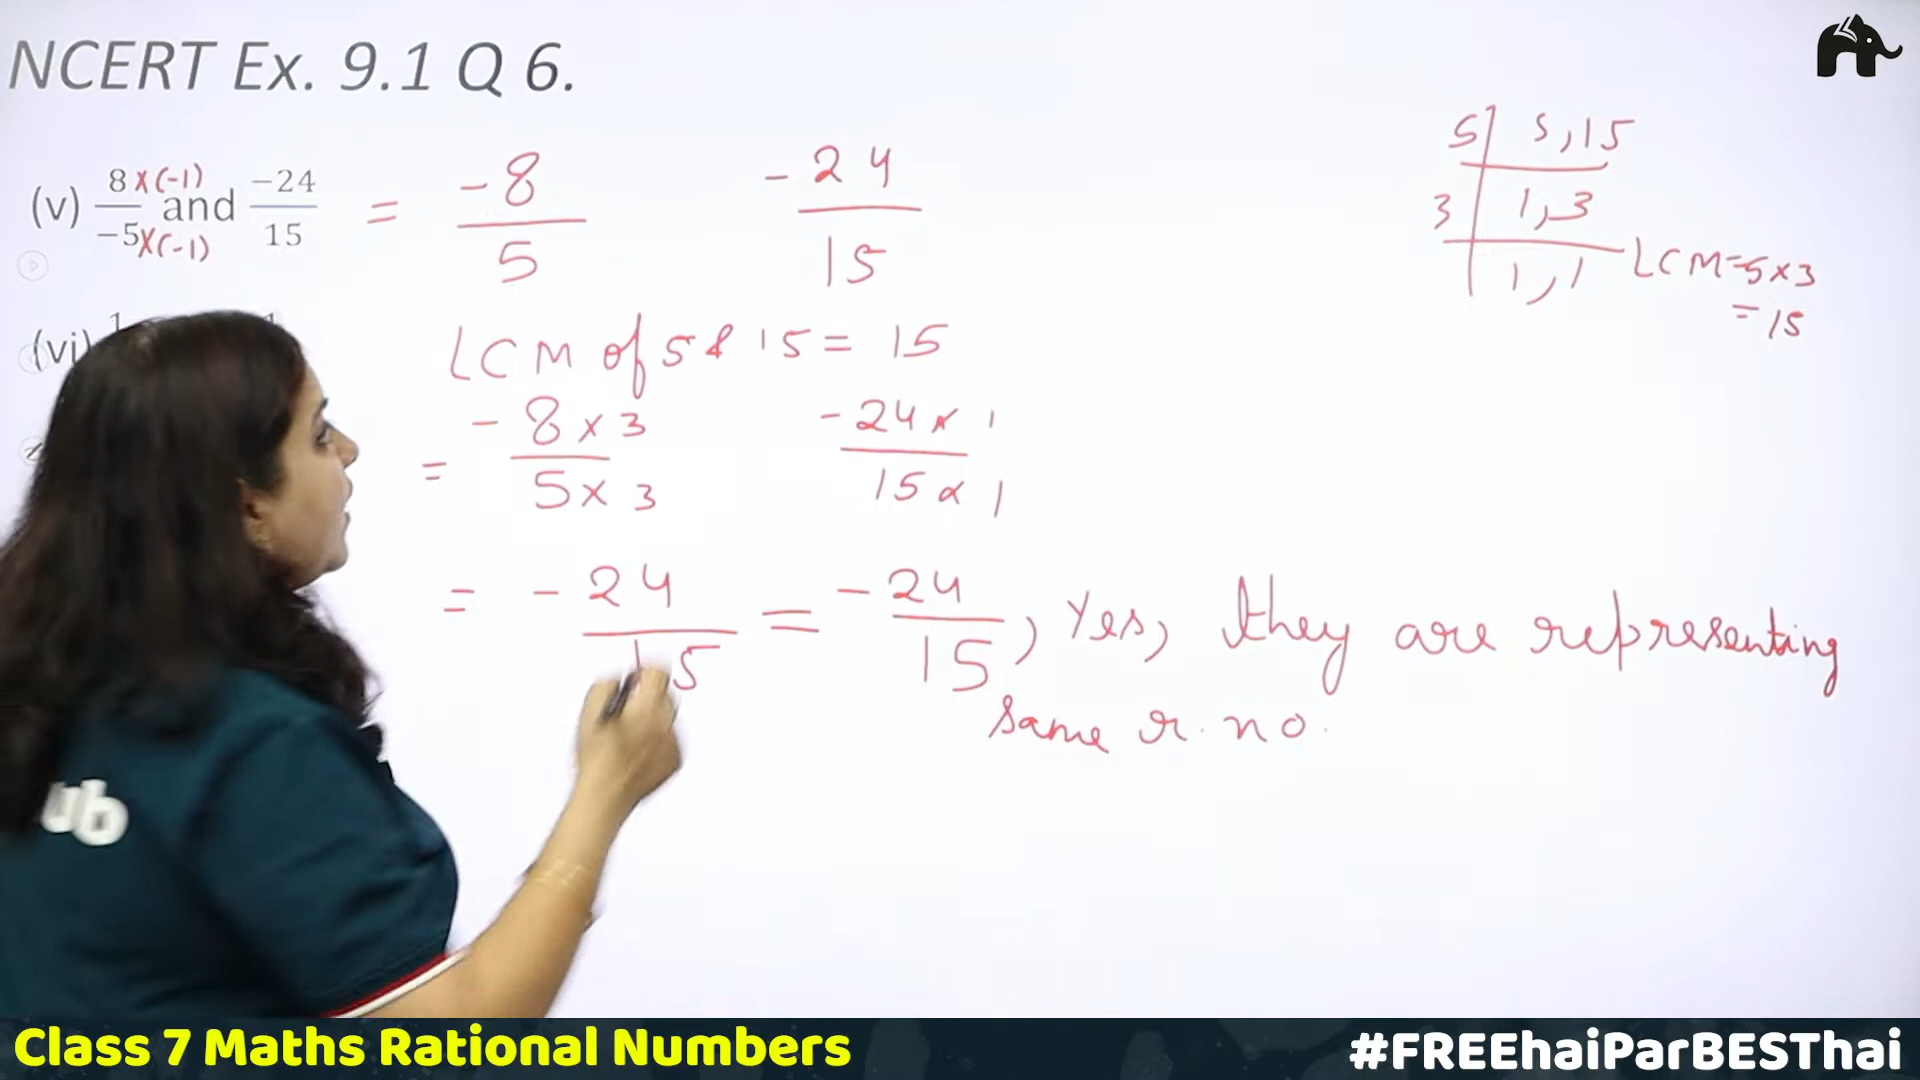 NCERT Ex. 9.1 Q 6.
(v) 8×(-1)/-5×(-1) and -24/15 = -8/5 -24/15
5 | 5,15
3 | 1,3
1,1
LCM=5×3
=15
(vi)
LCM of 5 & 15 = 15
= -8×3/5×3 -24×1/15×1
= -24/15 = -24/15, Yes, they are representing
same r. no.
ub
Class 7 Maths Rational Numbers
#FREEhaiParBESThai